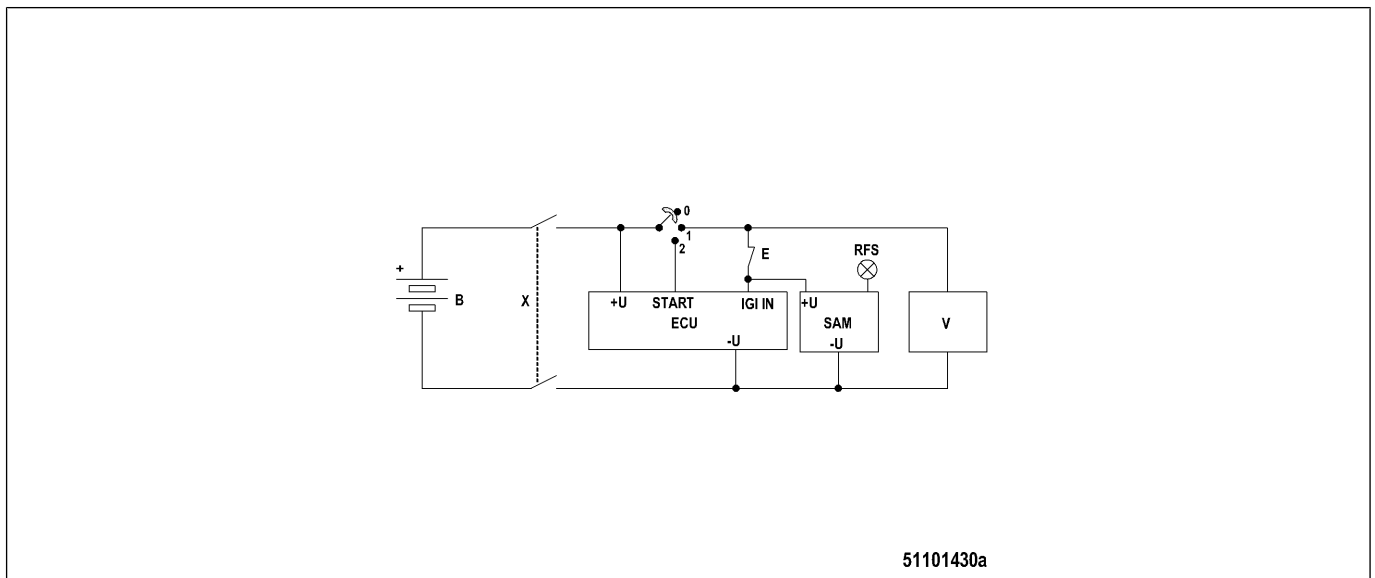 0
1
2
E
RFS
+
B
X
+U START IGI IN
ECU
-U
+U
SAM
-U
V
51101430a